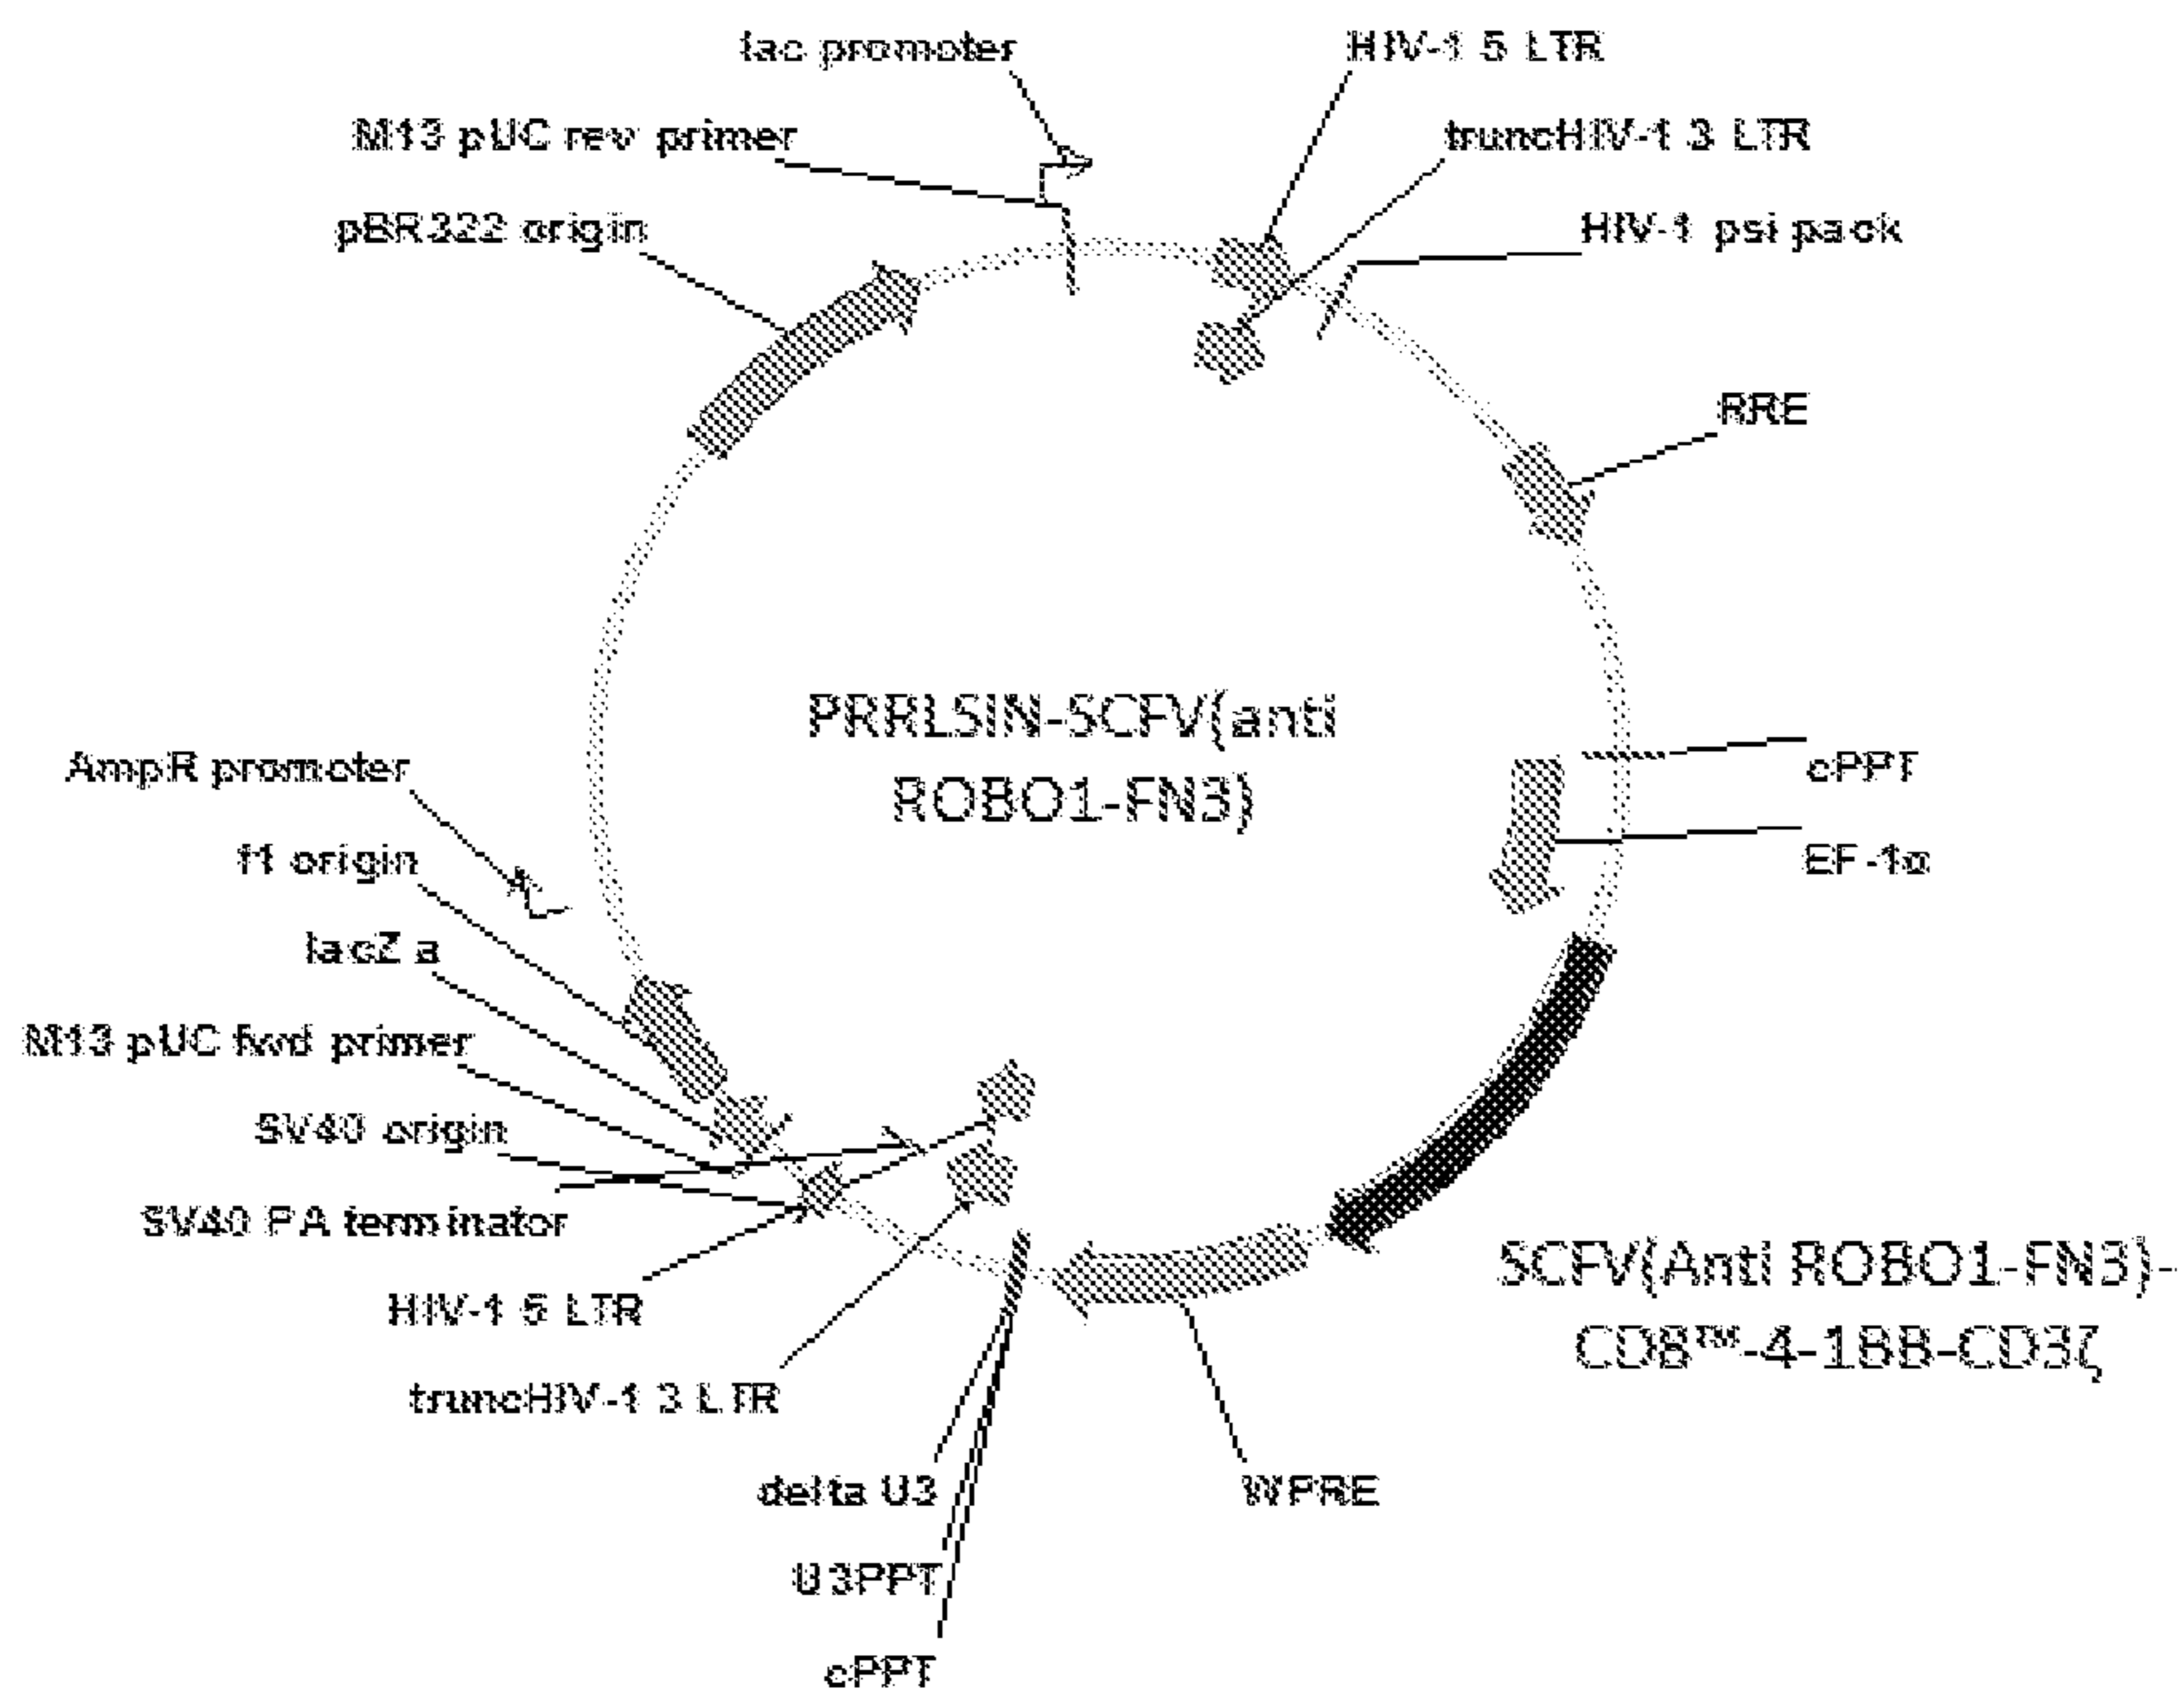 lac promoter
HIV-1 5 LTR
M13 pUC rev primer
truncHIV-1 3 LTR
pBR322 origin
HIV-1 psi pack
RRE
PRRLSIN-SCFV(anti
ROBO1-FN3)
AmpR promoter
cPPT
f1 origin
EF-1α
lacZ a
M13 pUC fwd primer
SV40 origin
SV40 PA terminator
SCFV(Anti ROBO1-FN3)-
CD8™-4-1BB-CD3ζ
HIV-1 5 LTR
truncHIV-1 3 LTR
delta U3
WPRE
U3PPT
cPPT